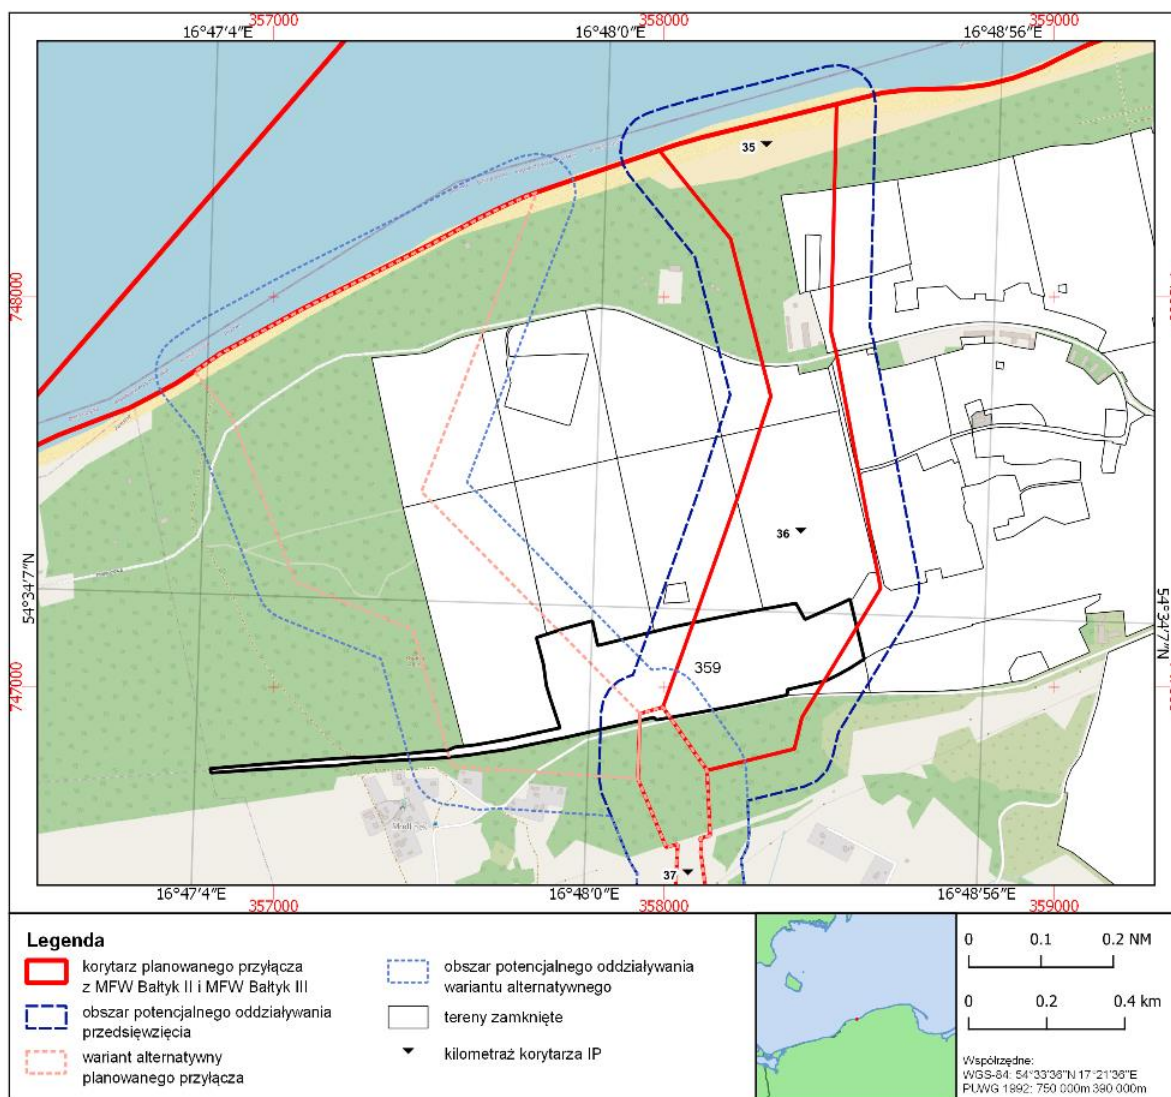 357000 358000 359000
16°47′4″E 16°48′0″E 16°48′56″E
35
748000
36
54°34′7″N
54°34′7″N
359
747000
37
16°47′4″E 16°48′0″E 16°48′56″E
357000 358000 359000
Legenda
korytarz planowanego przyłącza
z MFW Bałtyk II i MFW Bałtyk III
obszar potencjalnego oddziaływania
przedsięwzięcia
wariant alternatywny
planowanego przyłącza
obszar potencjalnego oddziaływania
wariantu alternatywnego
tereny zamknięte
kilometraż korytarza IP
0 0.1 0.2 NM
0 0.2 0.4 km
Współrzędne:
WGS-84: 54°33'36"N 17°21'36"E
PUWG 1992: 750 000m 390 000m